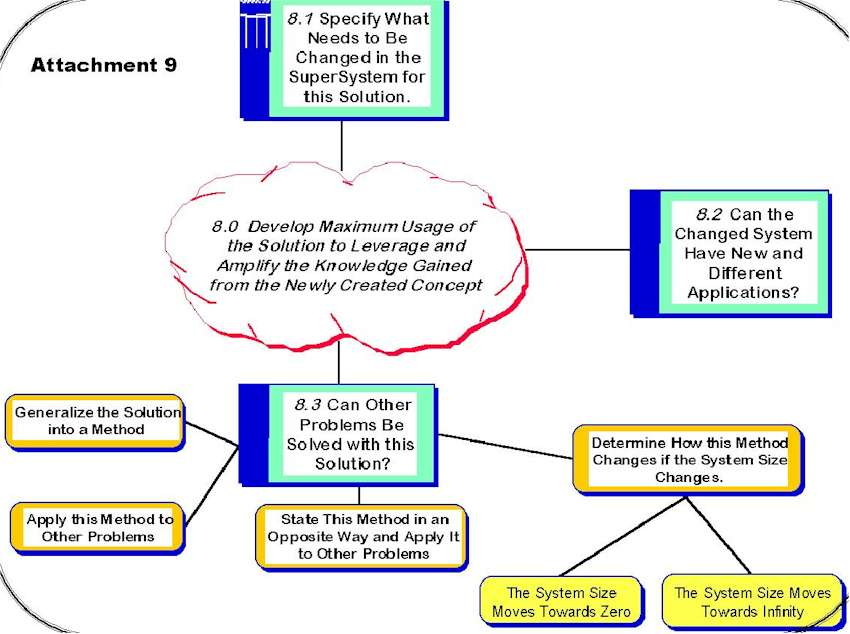 Attachment 9
8.1 Specify What
Needs to Be
Changed in the
SuperSystem for
this Solution.
8.0 Develop Maximum Usage of
the Solution to Leverage and
Amplify the Knowledge Gained
from the Newly Created Concept
8.2 Can the
Changed System
Have New and
Different
Applications?
8.3 Can Other
Problems Be
Solved with this
Solution?
Generalize the Solution
into a Method
Apply this Method to
Other Problems
State This Method in an
Opposite Way and Apply It
to Other Problems
Determine How this Method
Changes if the System Size
Changes.
The System Size
Moves Towards Zero
The System Size Moves
Towards Infinity